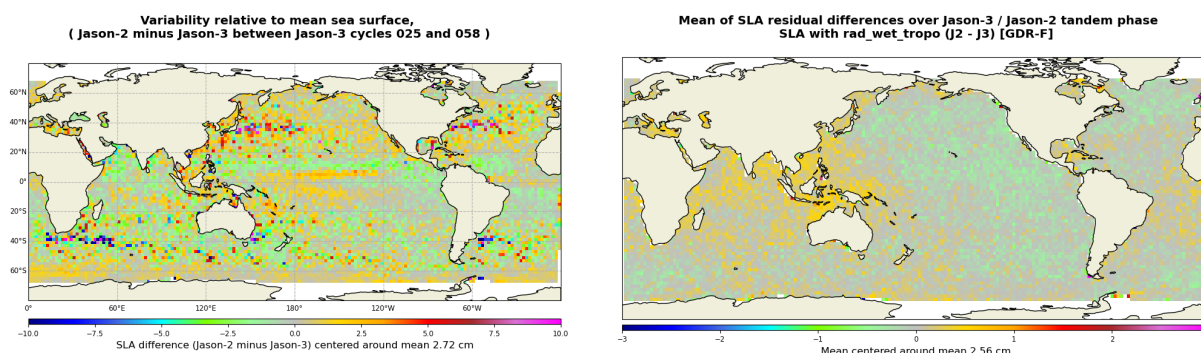 Variability relative to mean sea surface,
( Jason-2 minus Jason-3 between Jason-3 cycles 025 and 058 )
60°N
40°N
20°N
0°
20°S
40°S
60°S
0° 60°E 120°E 180°E 120°W 60°W
-10.0 -7.5 -5.0 -2.5 0.0 2.5 5.0 7.5 10.0
SLA difference (Jason-2 minus Jason-3) centered around mean 2.72 cm
Mean of SLA residual differences over Jason-3 / Jason-2 tandem phase
SLA with rad_wet_tropo (J2 - J3) [GDR-F]
−3 −2 −1 0 1 2
Mean centered around mean 2.56 cm